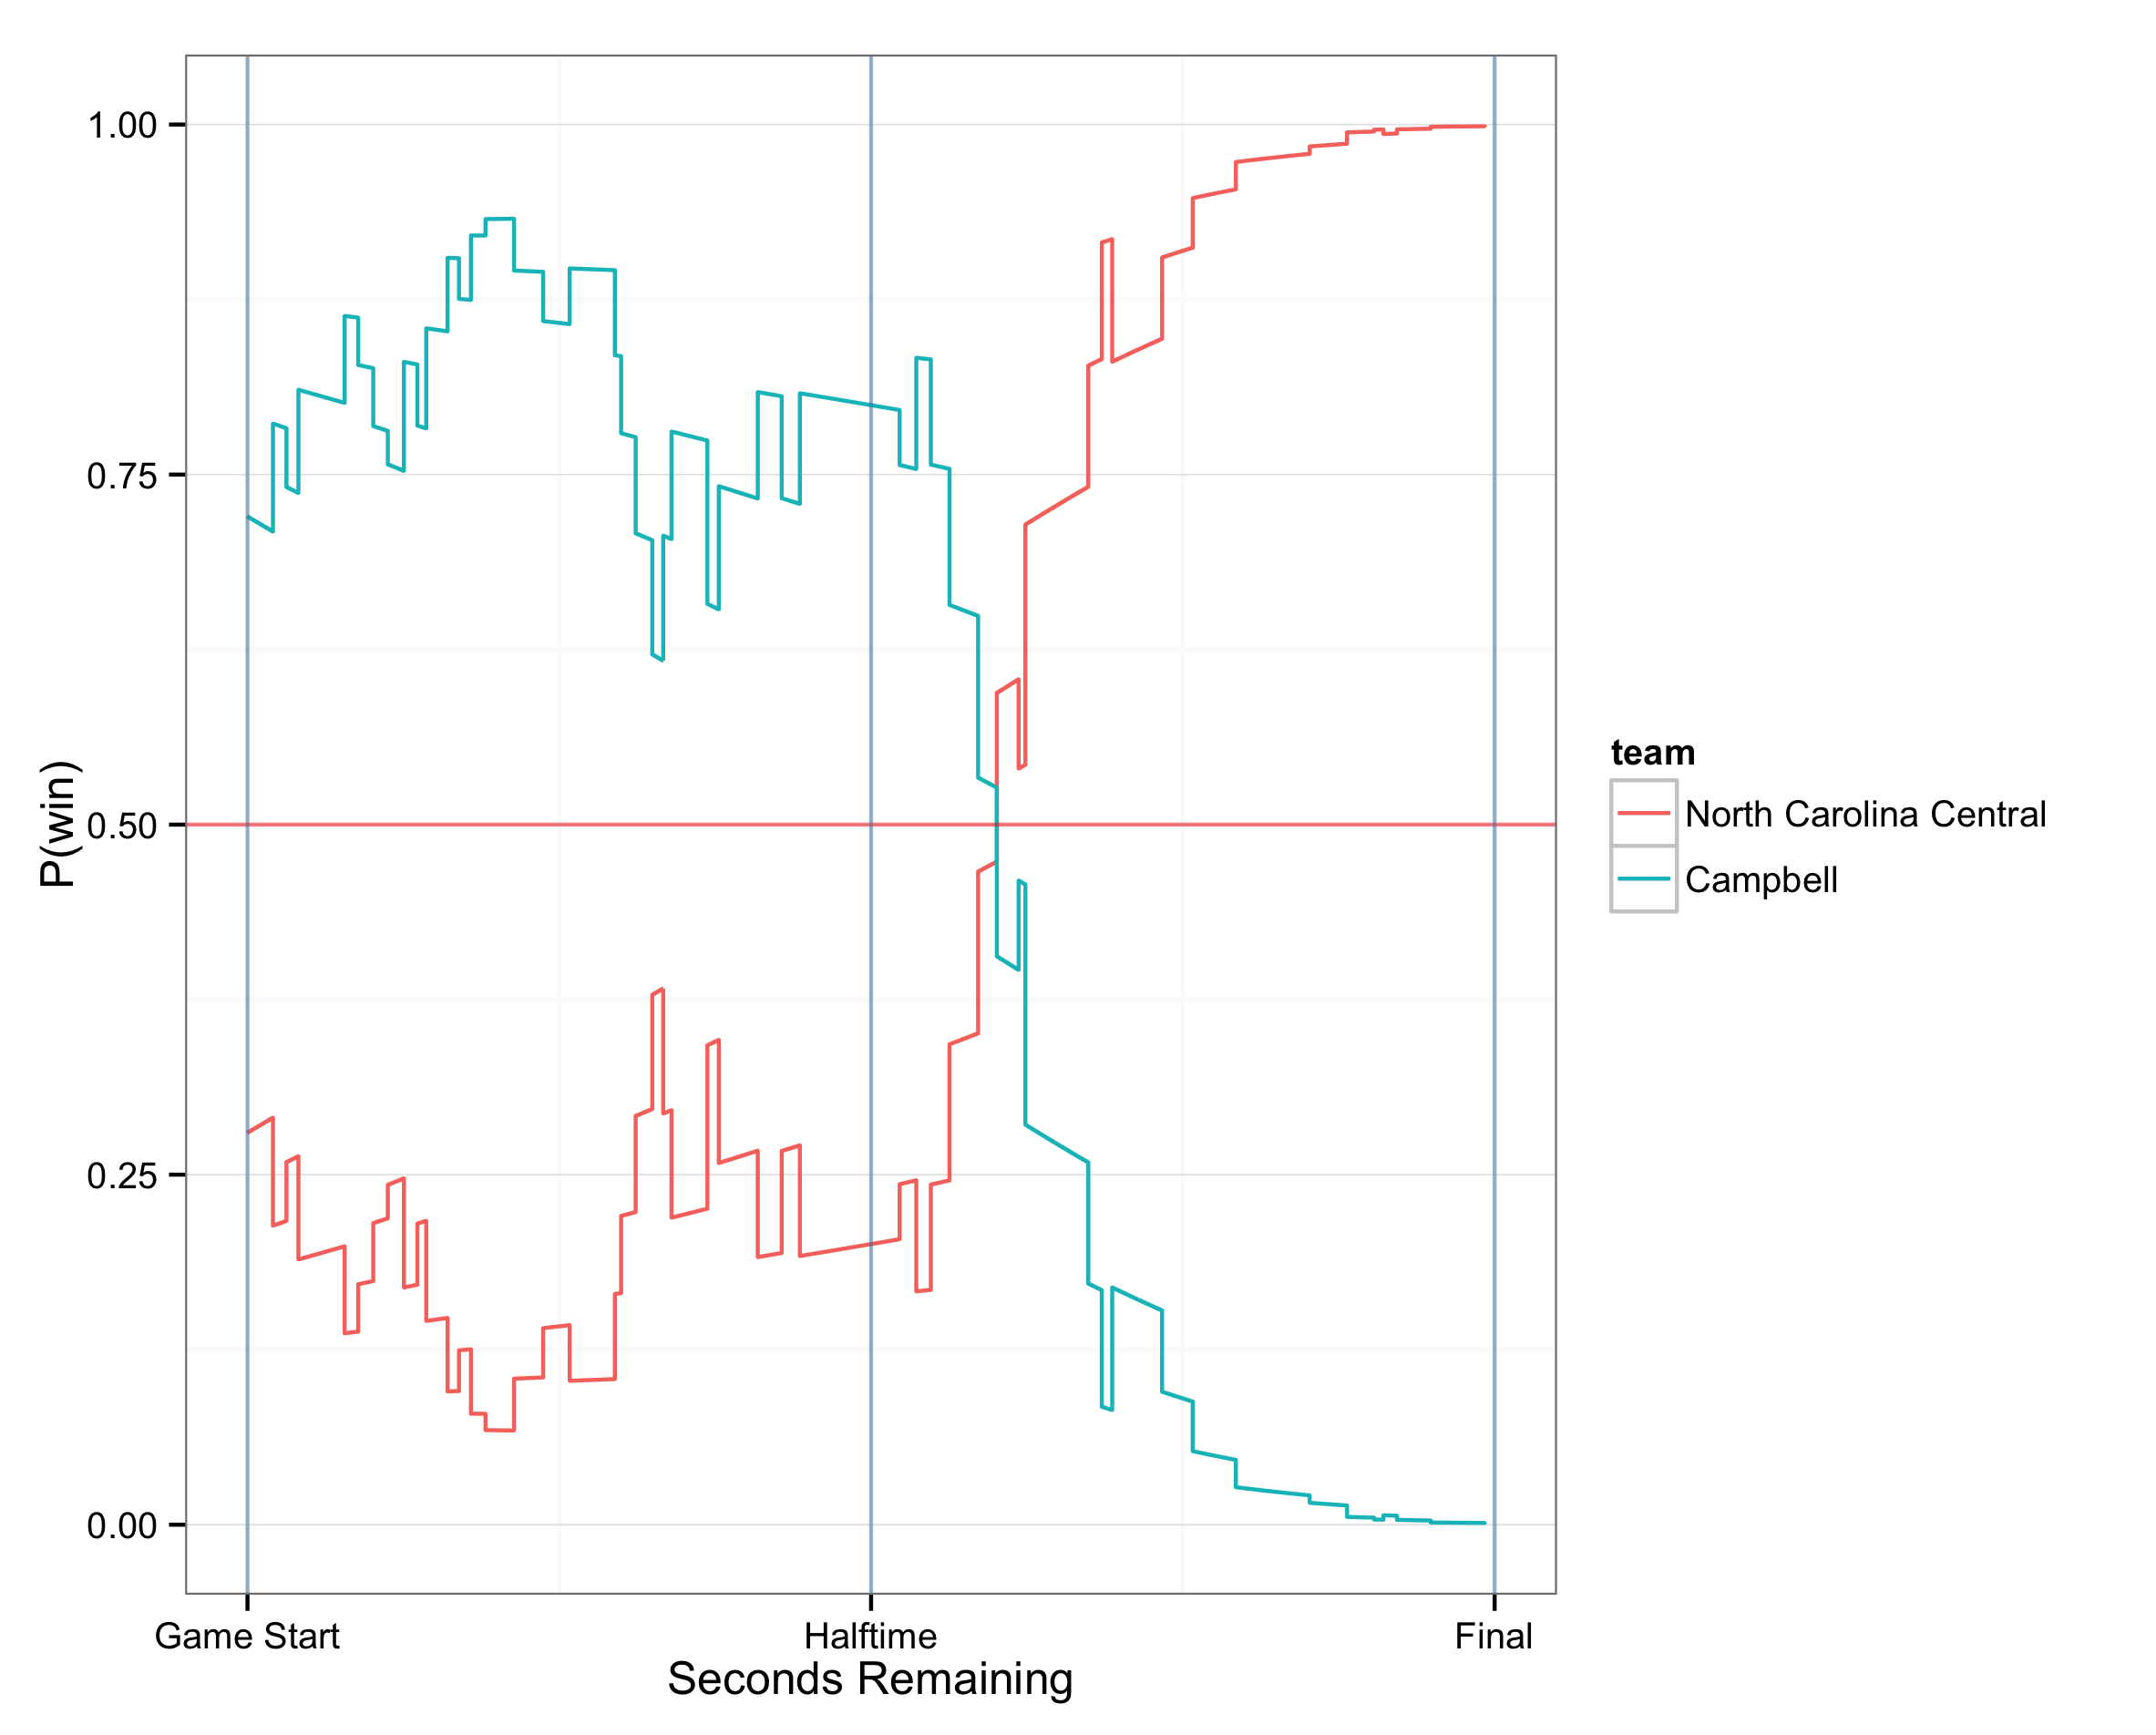 1.00
0.75
0.50
0.25
0.00
P(win)
Game Start
Halftime
Final
Seconds Remaining
team
North Carolina Central
Campbell